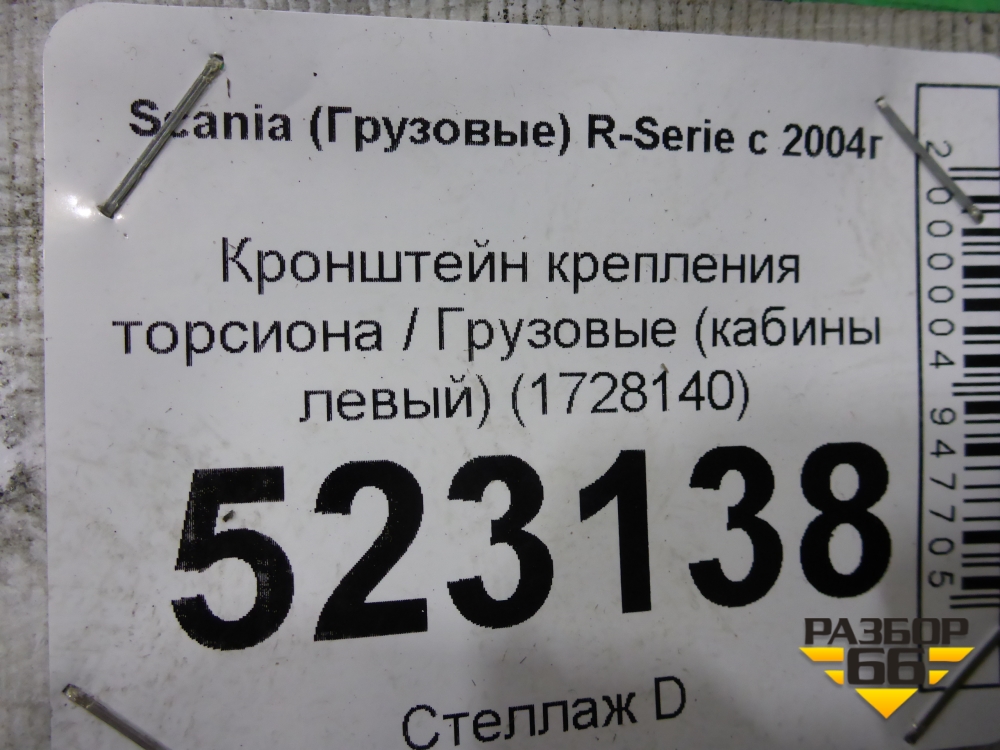 Scania (Грузовые) R-Serie с 2004г
Кронштейн крепления
торсиона / Грузовые (кабины
левый) (1728140)
523138
Стеллаж D
2000004947705
РАЗБОР
66